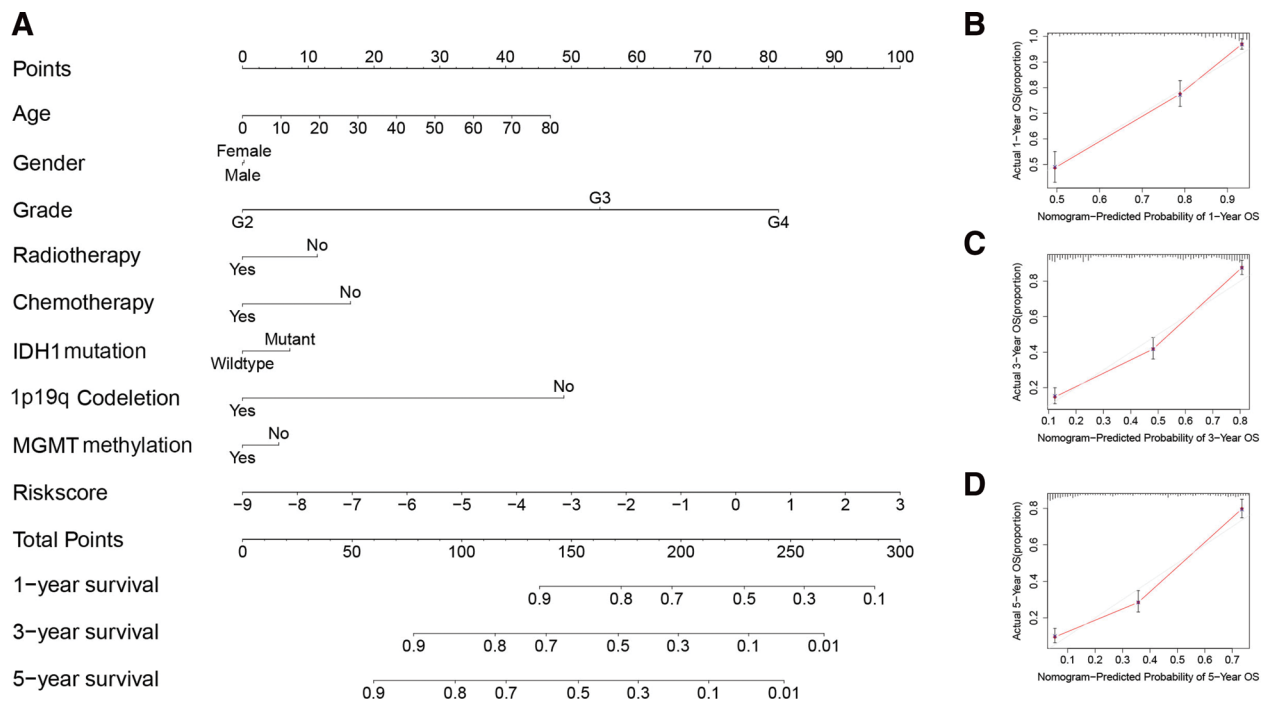 A
Points
0 10 20 30 40 50 60 70 80 90 100
Age
0 10 20 30 40 50 60 70 80
Gender
Female
Male
Grade
G3
G2 G4
Radiotherapy
No
Yes
Chemotherapy
No
Yes
IDH1 mutation
Mutant
Wildtype
1p19q Codeletion
No
Yes
MGMT methylation
No
Yes
Riskscore
−9 −8 −7 −6 −5 −4 −3 −2 −1 0 1 2 3
Total Points
0 50 100 150 200 250 300
1−year survival
0.9 0.8 0.7 0.5 0.3 0.1
3−year survival
0.9 0.8 0.7 0.5 0.3 0.1 0.01
5−year survival
0.9 0.8 0.7 0.5 0.3 0.1 0.01
B
Actual 1−Year OS(proportion)
1.0
0.9
0.8
0.7
0.6
0.5
0.5 0.6 0.7 0.8 0.9
Nomogram−Predicted Probability of 1−Year OS
C
Actual 3−Year OS(proportion)
0.8
0.6
0.4
0.2
0.1 0.2 0.3 0.4 0.5 0.6 0.7 0.8
Nomogram−Predicted Probability of 3−Year OS
D
Actual 5−Year OS(proportion)
0.8
0.6
0.4
0.2
0.1 0.2 0.3 0.4 0.5 0.6 0.7
Nomogram−Predicted Probability of 5−Year OS